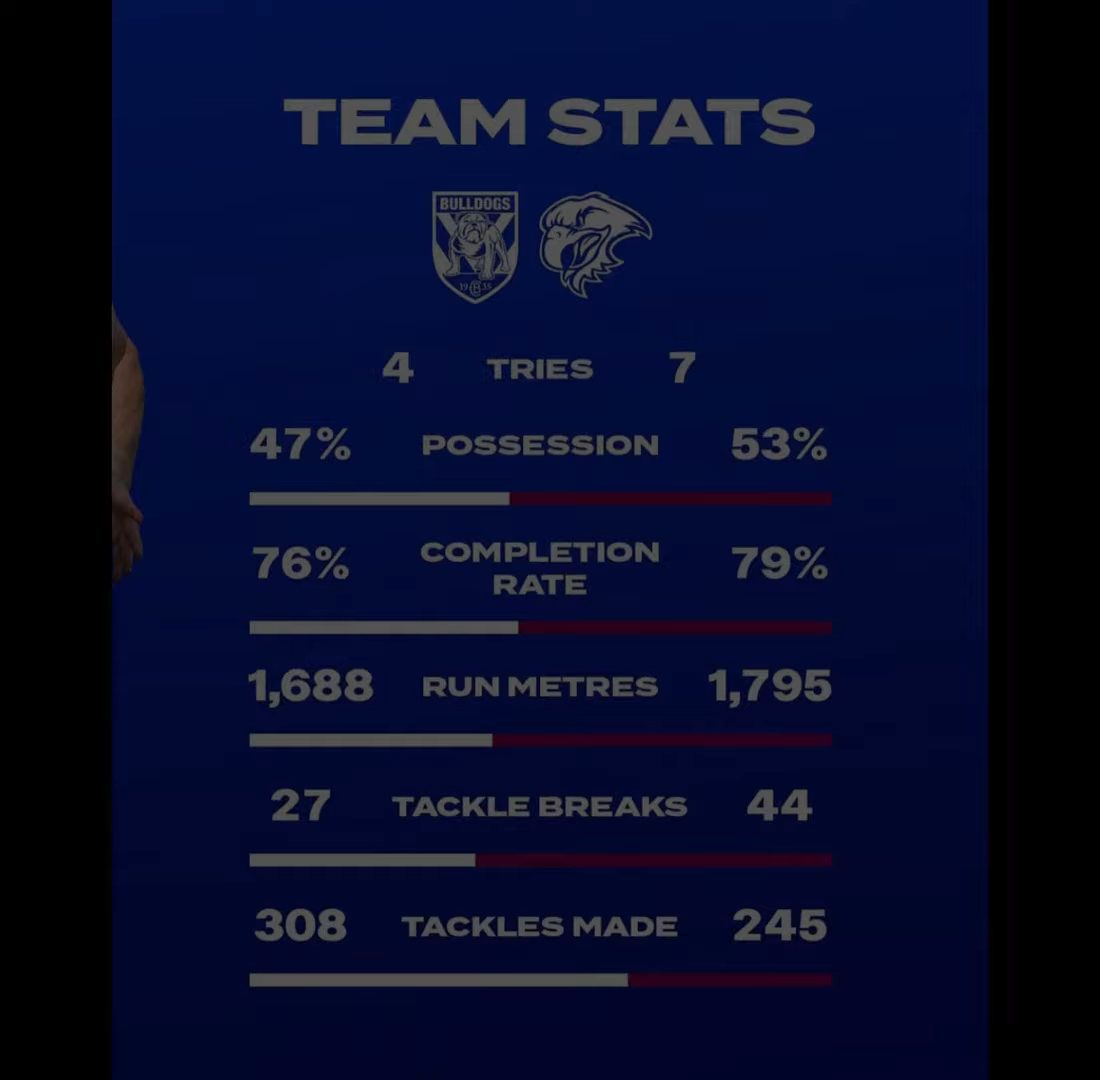 TEAM STATS
BULLDOGS
1935
4 TRIES 7
47% POSSESSION 53%
76% COMPLETION RATE 79%
1,688 RUN METRES 1,795
27 TACKLE BREAKS 44
308 TACKLES MADE 245